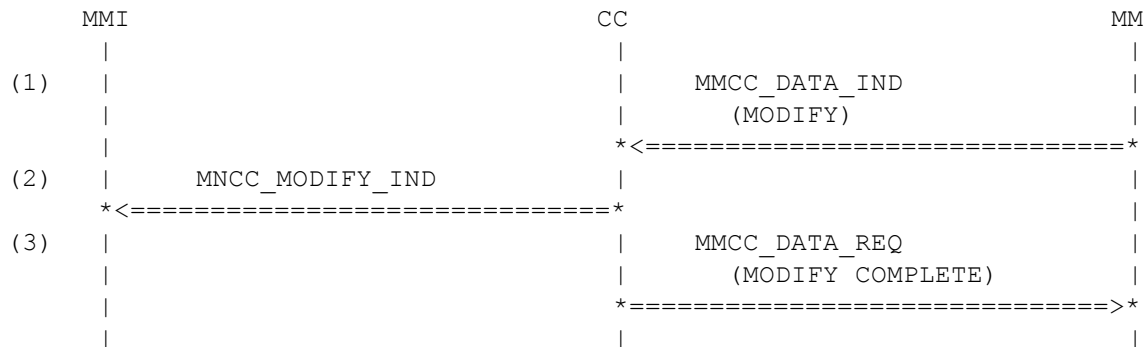 MMI CC MM
(1) MMCC_DATA_IND
(MODIFY)
(2) MNCC_MODIFY_IND
(3) MMCC_DATA_REQ
(MODIFY COMPLETE)